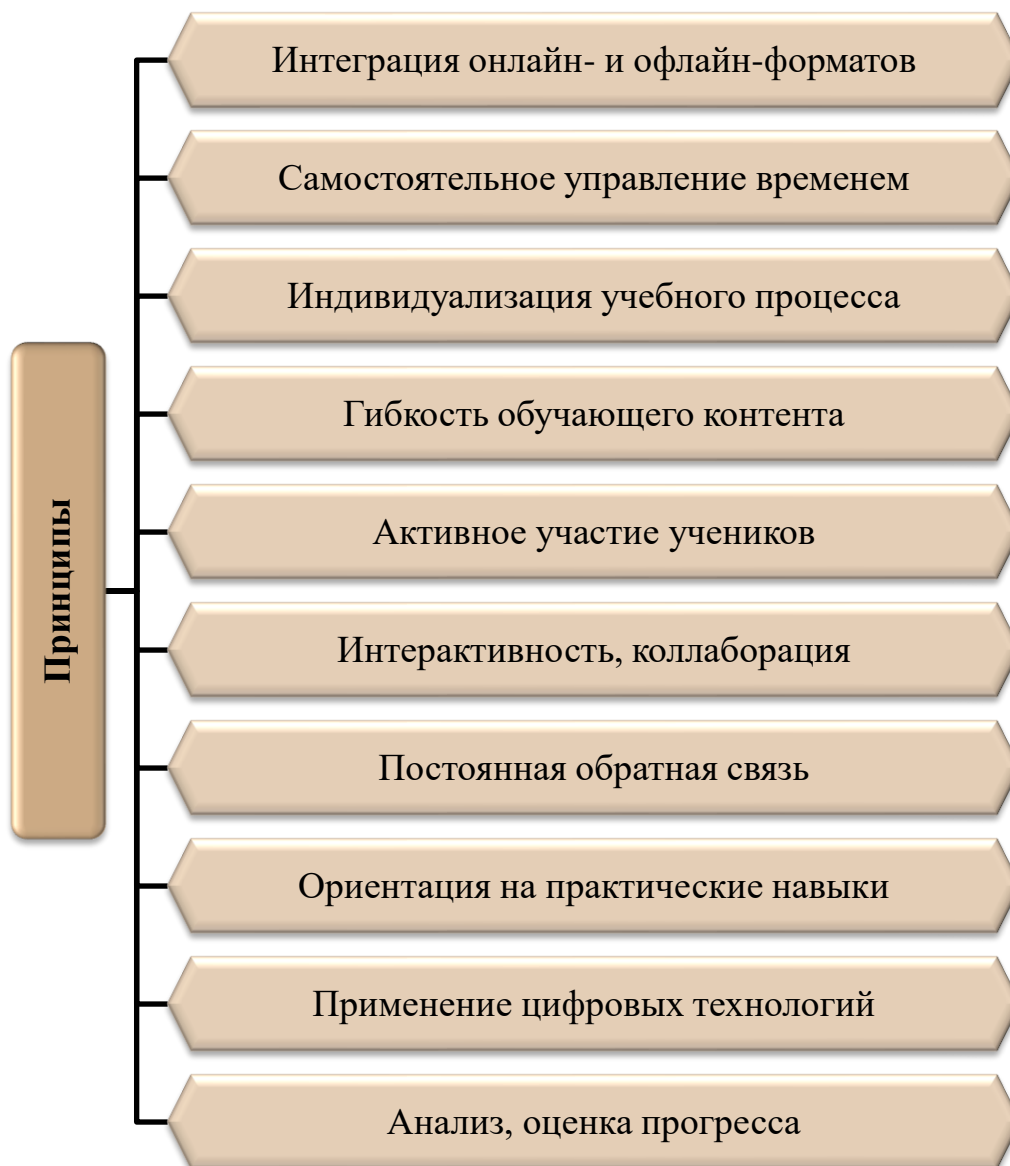 Принципы
Интеграция онлайн- и офлайн-форматов
Самостоятельное управление временем
Индивидуализация учебного процесса
Гибкость обучающего контента
Активное участие учеников
Интерактивность, коллаборация
Постоянная обратная связь
Ориентация на практические навыки
Применение цифровых технологий
Анализ, оценка прогресса